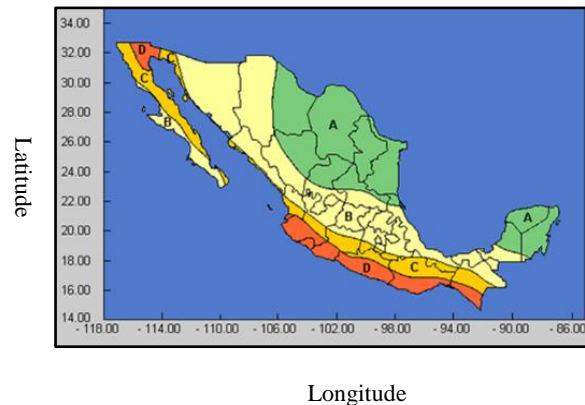 34.00
32.00
30.00
28.00
26.00
24.00
22.00
20.00
18.00
16.00
14.00
Latitude
D
C
C
B
A
A
B
C
D
- 118.00 - 114.00 - 110.00 - 106.00 - 102.00 - 98.00 - 94.00 - 90.00 - 86.00
Longitude